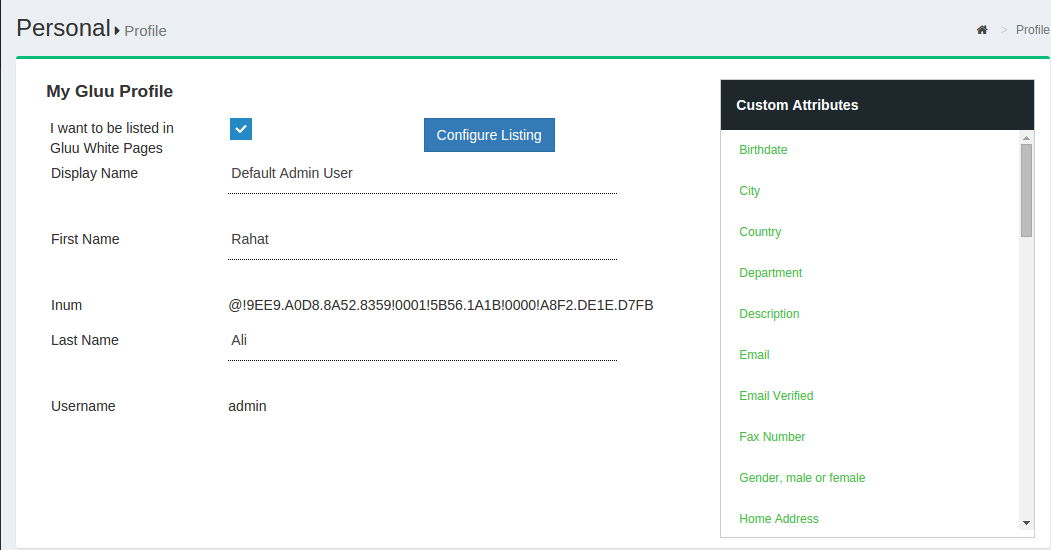 Personal Profile
> Profile
My Gluu Profile
I want to be listed in
Gluu White Pages
Configure Listing
Display Name Default Admin User
First Name Rahat
Inum @!9EE9.A0D8.8A52.8359!0001!5B56.1A1B!0000!A8F2.DE1E.D7FB
Last Name Ali
Username admin
Custom Attributes
Birthdate
City
Country
Department
Description
Email
Email Verified
Fax Number
Gender, male or female
Home Address